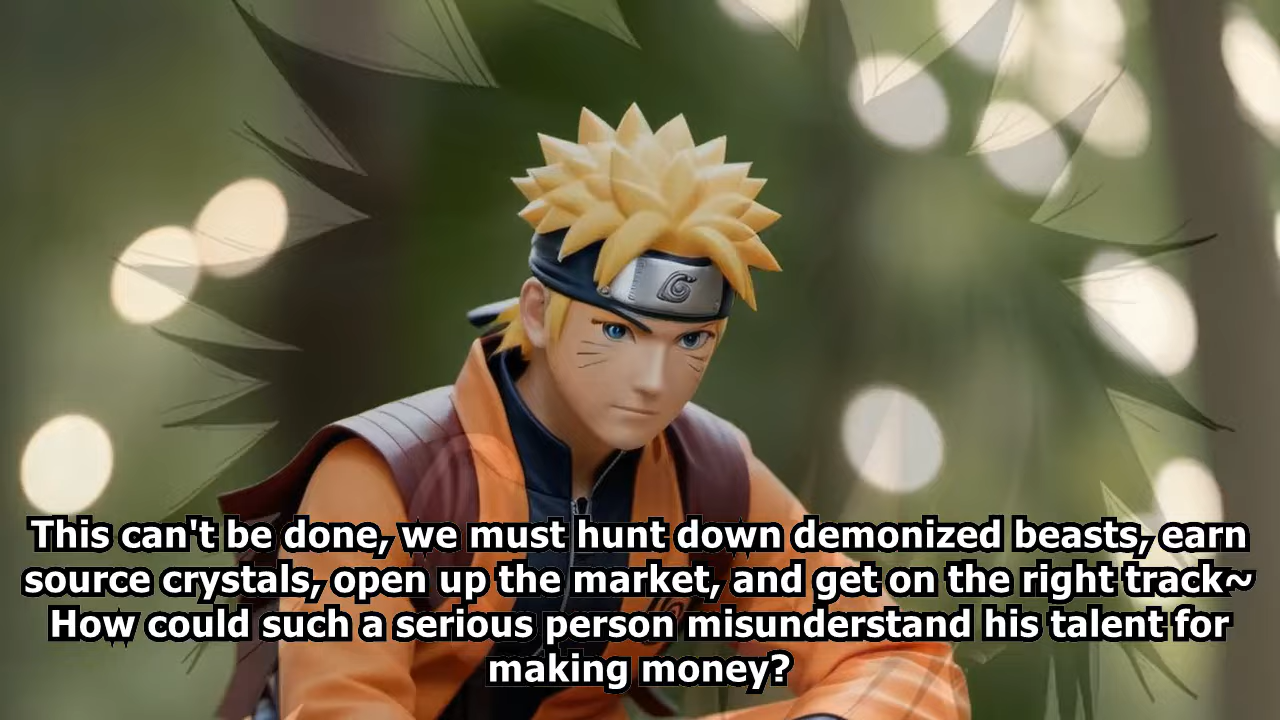 This can't be done, we must hunt down demonized beasts, earn
source crystals, open up the market, and get on the right track~
How could such a serious person misunderstand his talent for
making money?